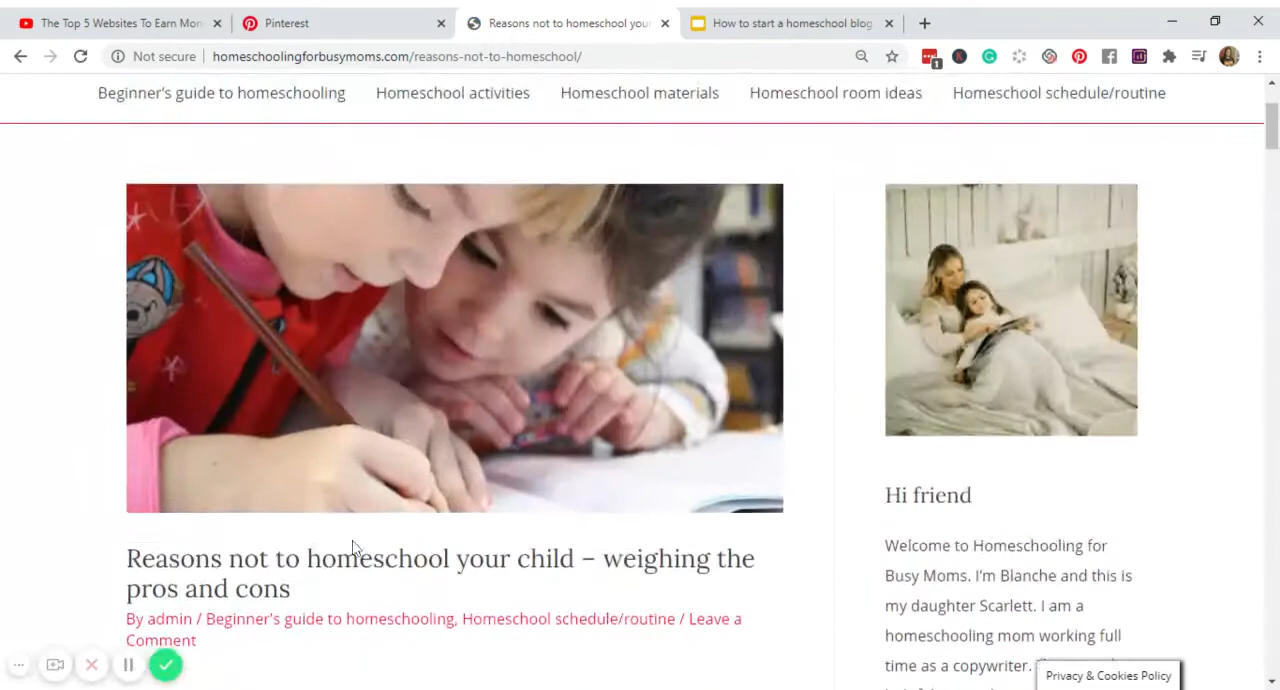 The Top 5 Websites To Earn Mon
Pinterest
Reasons not to homeschool your
How to start a homeschool blog
Not secure
homeschoolingforbusymoms.com/reasons-not-to-homeschool/
1
Beginner's guide to homeschooling
Homeschool activities
Homeschool materials
Homeschool room ideas
Homeschool schedule/routine
Reasons not to homeschool your child – weighing the
pros and cons
By admin / Beginner's guide to homeschooling, Homeschool schedule/routine / Leave a
Comment
Hi friend
Welcome to Homeschooling for
Busy Moms. I'm Blanche and this is
my daughter Scarlett. I am a
homeschooling mom working full
time as a copywriter.
Privacy & Cookies Policy